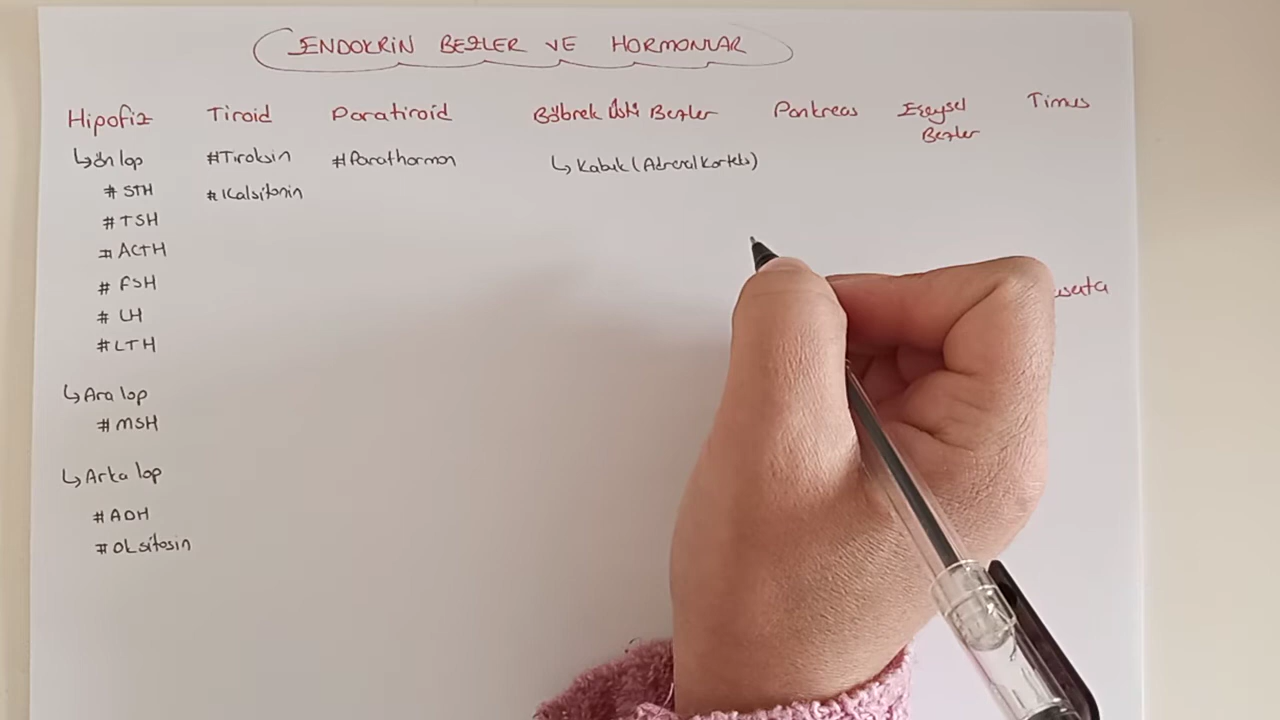 ENDOKRİN BEZLER VE HORMONLAR
Hipofiz
↳ön lop
#STH
#TSH
#ACTH
#FSH
#LH
#LTH
↳Ara lop
#MSH
↳Arka lop
#ADH
#Oksitosin
Tiroid
#Tiroksin
#Kalsitonin
Paratiroid
#Parathormon
Böbrek Üstü Bezler
↳Kabuk (Adrenal Korteks)
Pankreas
Eşeysel
Bezler
Timus